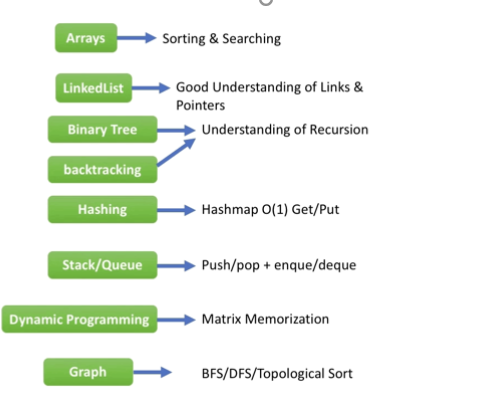 Arrays Sorting & Searching
LinkedList Good Understanding of Links &
Pointers
Binary Tree Understanding of Recursion
backtracking
Hashing Hashmap O(1) Get/Put
Stack/Queue Push/pop + enque/deque
Dynamic Programming Matrix Memorization
Graph BFS/DFS/Topological Sort